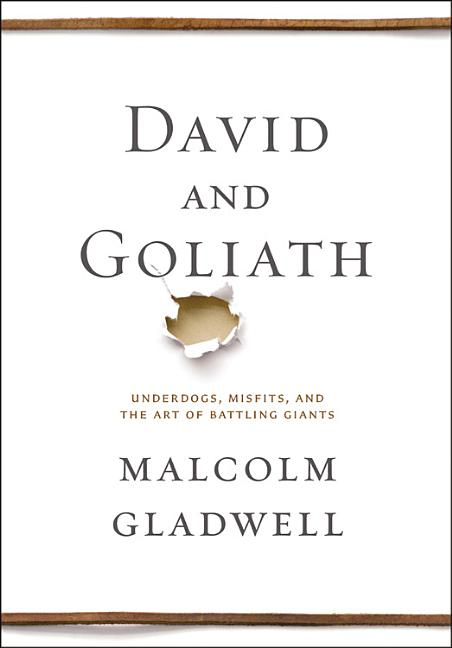 DAVID
AND
GOLIATH
UNDERDOGS, MISFITS, AND
THE ART OF BATTLING GIANTS
MALCOLM
GLADWELL